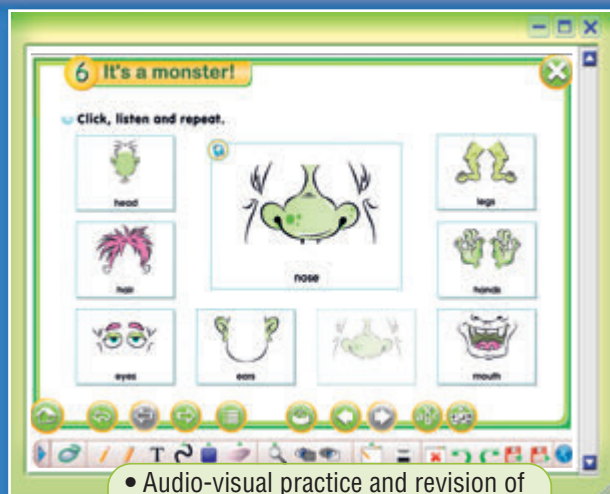 6 It's a monster!
Click, listen and repeat.
head
legs
nose
hair
hands
eyes
ears
mouth
T
• Audio-visual practice and revision of